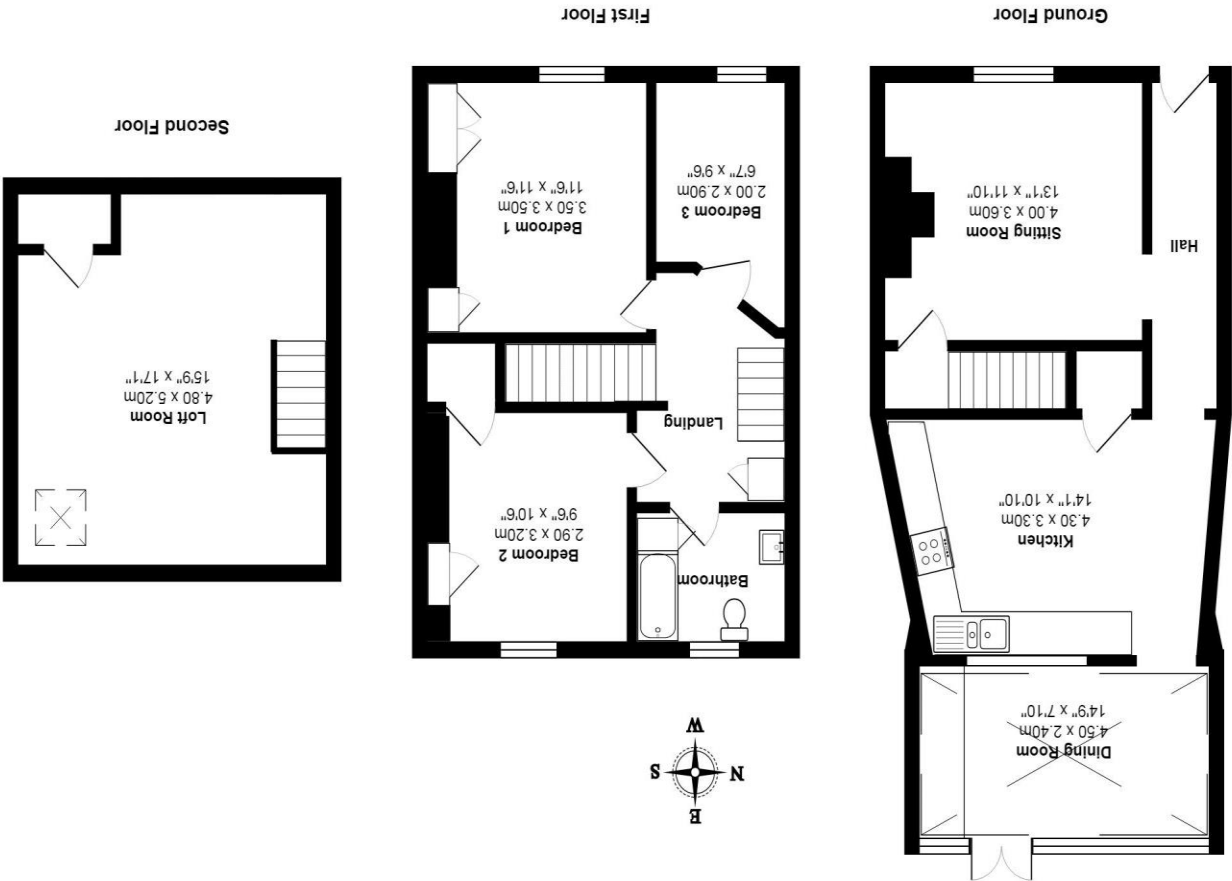 Ground Floor
Hall
Sitting Room
4.00 x 3.60m
13'1" x 11'10"
Kitchen
4.30 x 3.30m
14'1" x 10'10"
Dining Room
4.50 x 2.40m
14'9" x 7'10"
First Floor
Bedroom 3
2.00 x 2.90m
6'7" x 9'6"
Bedroom 1
3.50 x 3.50m
11'6" x 11'6"
Landing
Bedroom 2
2.90 x 3.20m
9'6" x 10'6"
Bathroom
W
N
S
E
Second Floor
Loft Room
4.80 x 5.20m
15'9" x 17'1"